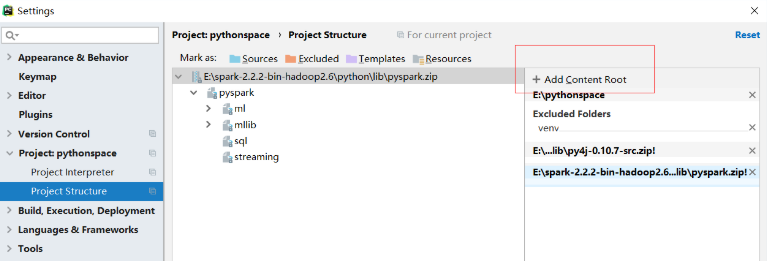 PC Settings
Project: pythonspace › Project Structure For current project Reset
Appearance & Behavior
Keymap
Editor
Plugins
Version Control
Project: pythonspace
Project Interpreter
Project Structure
Build, Execution, Deployment
Languages & Frameworks
Tools
Mark as: Sources Excluded Templates Resources
E:\spark-2.2.2-bin-hadoop2.6\python\lib\pyspark.zip
pyspark
ml
mllib
sql
streaming
+ Add Content Root
E:\pythonspace
Excluded Folders
venv
E:\...lib\py4j-0.10.7-src.zip!
E:\spark-2.2.2-bin-hadoop2.6...lib\pyspark.zip!